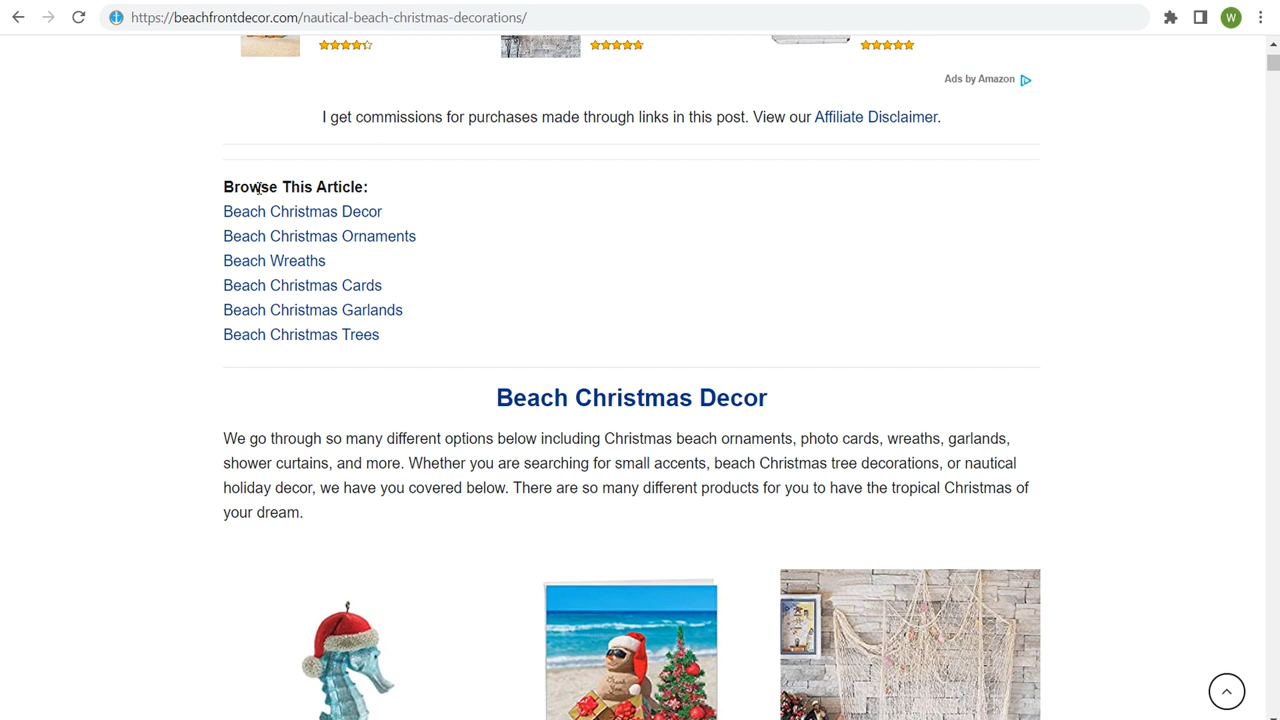 https://beachfrontdecor.com/nautical-beach-christmas-decorations/
W
Ads by Amazon
I get commissions for purchases made through links in this post. View our Affiliate Disclaimer.
Browse This Article:
Beach Christmas Decor
Beach Christmas Ornaments
Beach Wreaths
Beach Christmas Cards
Beach Christmas Garlands
Beach Christmas Trees
Beach Christmas Decor
We go through so many different options below including Christmas beach ornaments, photo cards, wreaths, garlands,
shower curtains, and more. Whether you are searching for small accents, beach Christmas tree decorations, or nautical
holiday decor, we have you covered below. There are so many different products for you to have the tropical Christmas of
your dream.
Thank
You